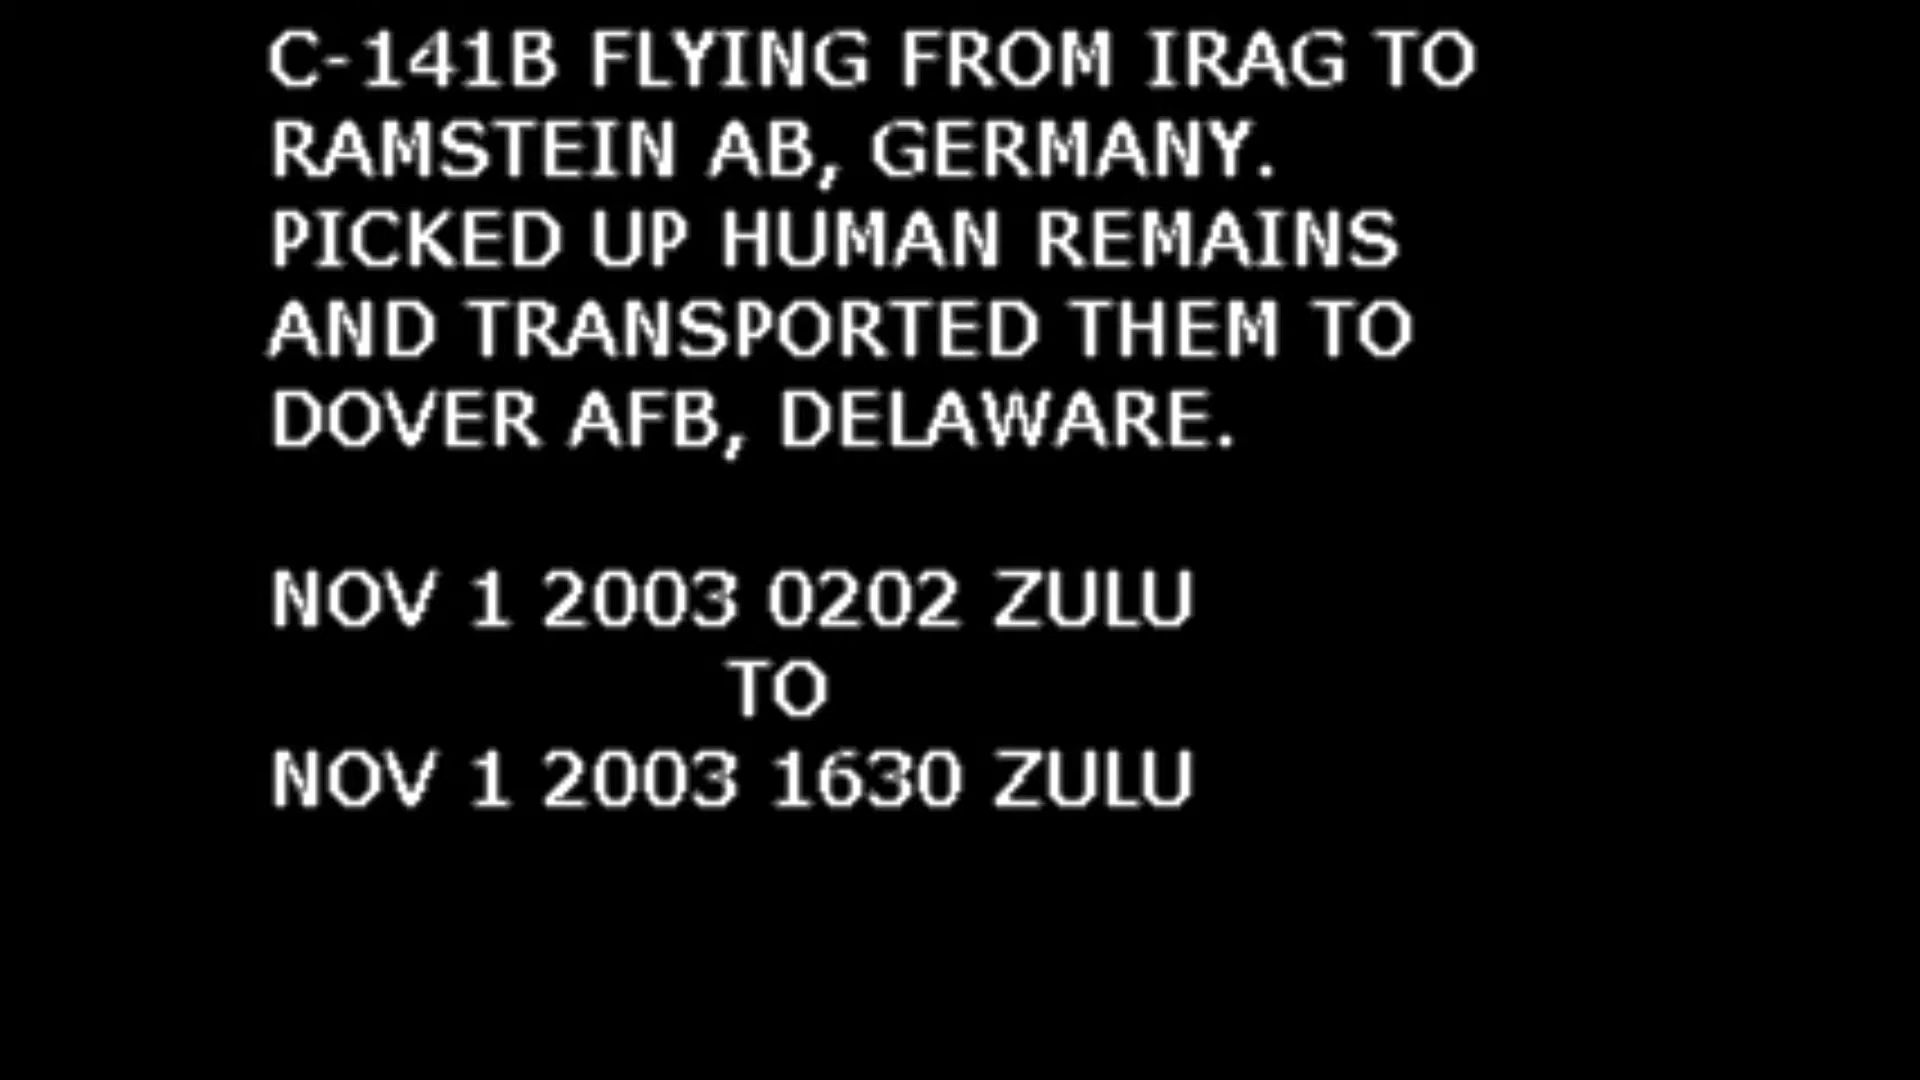 C-141B FLYING FROM IRAG TO
RAMSTEIN AB, GERMANY.
PICKED UP HUMAN REMAINS
AND TRANSPORTED THEM TO
DOVER AFB, DELAWARE.
NOV 1 2003 0202 ZULU
TO
NOV 1 2003 1630 ZULU